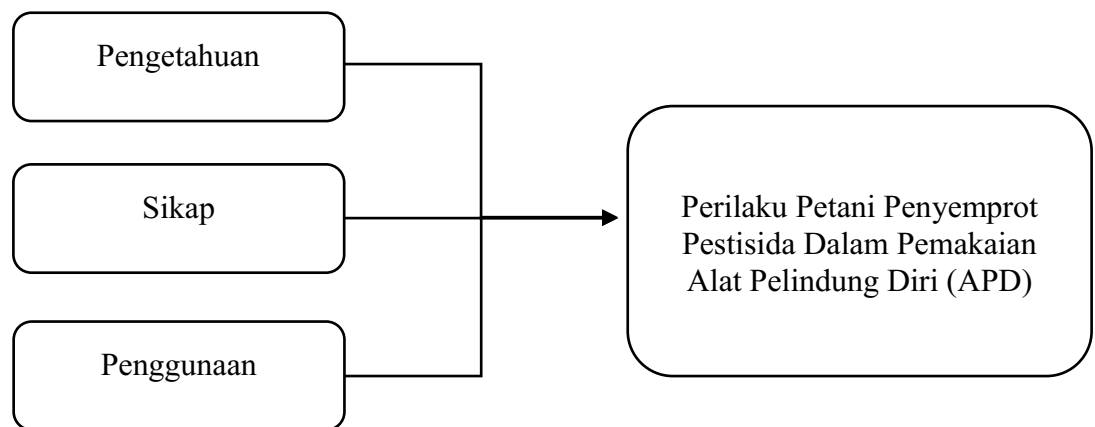 Pengetahuan
Sikap
Penggunaan
Perilaku Petani Penyemprot
Pestisida Dalam Pemakaian
Alat Pelindung Diri (APD)